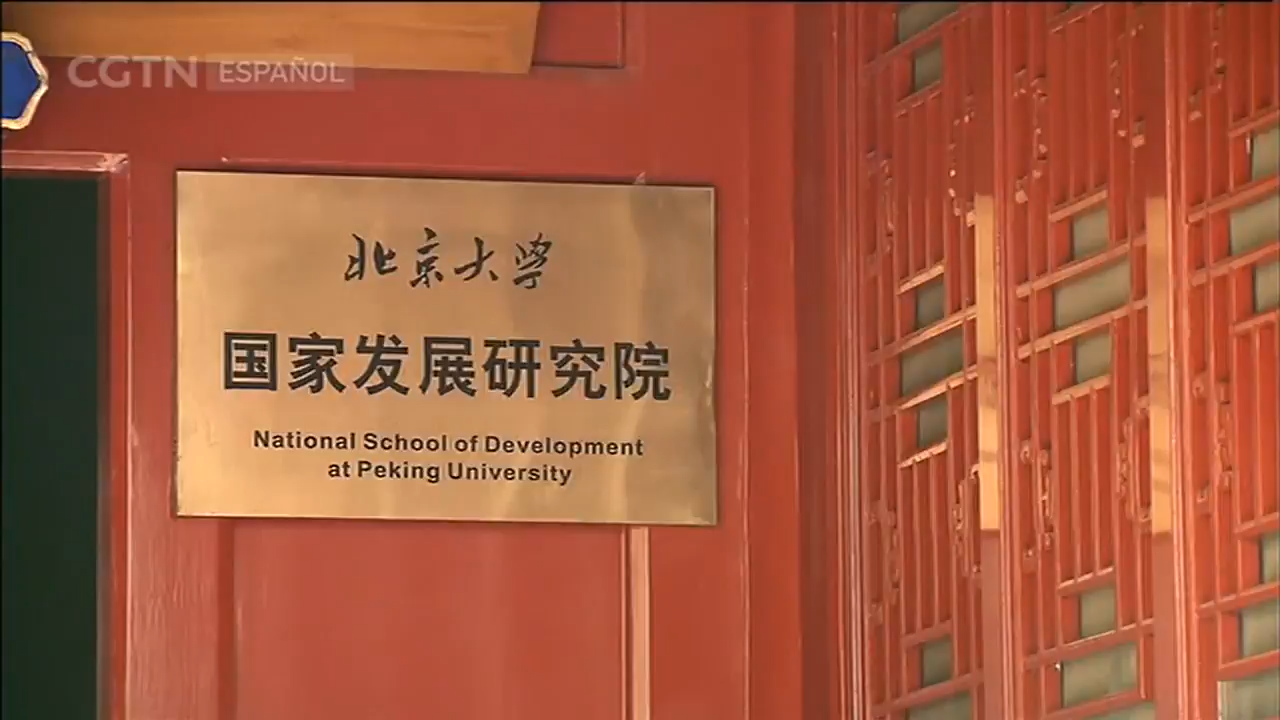 CGTN ESPAÑOL
北京大学
国家发展研究院
National School of Development
at Peking University